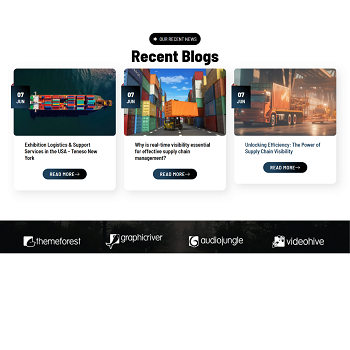 OUR RECENT NEWS
Recent Blogs
07
JUN
07
JUN
07
JUN
Exhibition Logistics & Support
Services in the USA – Teneso New
York
READ MORE
Why is real-time visibility essential
for effective supply chain
management?
READ MORE
Unlocking Efficiency: The Power of
Supply Chain Visibility
READ MORE
themeforest
graphicriver
audiojungle
videohive